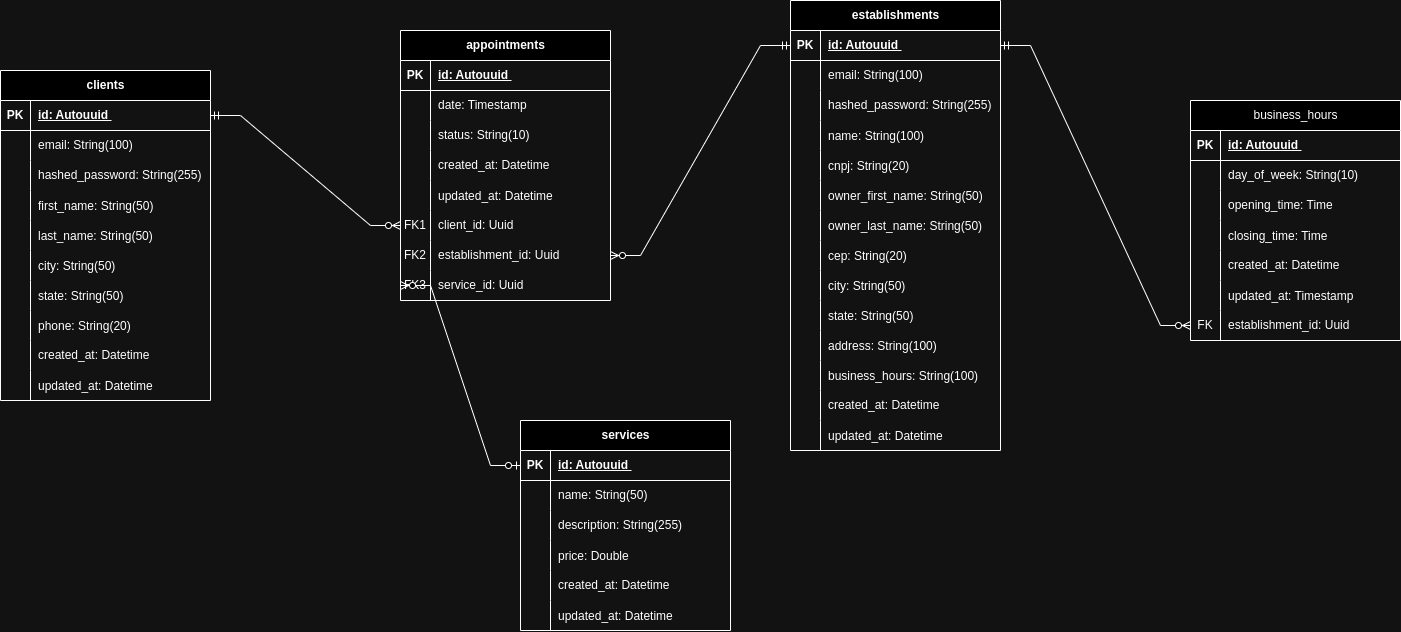 clients
PK id: Autouuid
email: String(100)
hashed_password: String(255)
first_name: String(50)
last_name: String(50)
city: String(50)
state: String(50)
phone: String(20)
created_at: Datetime
updated_at: Datetime
appointments
PK id: Autouuid
date: Timestamp
status: String(10)
created_at: Datetime
updated_at: Datetime
FK1 client_id: Uuid
FK2 establishment_id: Uuid
FK3 service_id: Uuid
services
PK id: Autouuid
name: String(50)
description: String(255)
price: Double
created_at: Datetime
updated_at: Datetime
establishments
PK id: Autouuid
email: String(100)
hashed_password: String(255)
name: String(100)
cnpj: String(20)
owner_first_name: String(50)
owner_last_name: String(50)
cep: String(20)
city: String(50)
state: String(50)
address: String(100)
business_hours: String(100)
created_at: Datetime
updated_at: Datetime
business_hours
PK id: Autouuid
day_of_week: String(10)
opening_time: Time
closing_time: Time
created_at: Datetime
updated_at: Timestamp
FK establishment_id: Uuid